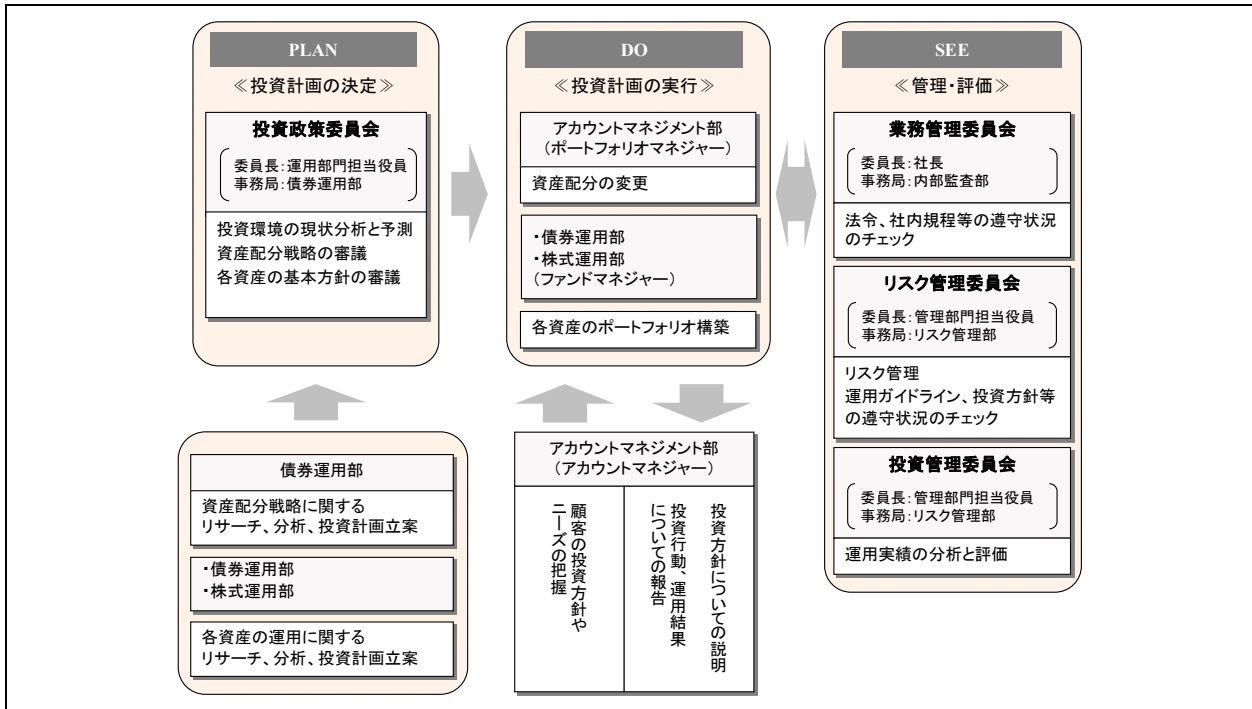 PLAN
≪投資計画の決定≫
投資政策委員会
委員長:運用部門担当役員
事務局:債券運用部
投資環境の現状分析と予測
資産配分戦略の審議
各資産の基本方針の審議
債券運用部
資産配分戦略に関する
リサーチ、分析、投資計画立案
・債券運用部
・株式運用部
各資産の運用に関する
リサーチ、分析、投資計画立案
DO
≪投資計画の実行≫
アカウントマネジメント部
(ポートフォリオマネジャー)
資産配分の変更
・債券運用部
・株式運用部
(ファンドマネジャー)
各資産のポートフォリオ構築
アカウントマネジメント部
(アカウントマネジャー)
顧客の投資方針や
ニーズの把握
投資方針についての説明
投資行動、運用結果
についての報告
SEE
≪管理・評価≫
業務管理委員会
委員長:社長
事務局:内部監査部
法令、社内規程等の遵守状況
のチェック
リスク管理委員会
委員長:管理部門担当役員
事務局:リスク管理部
リスク管理
運用ガイドライン、投資方針等
の遵守状況のチェック
投資管理委員会
委員長:管理部門担当役員
事務局:リスク管理部
運用実績の分析と評価